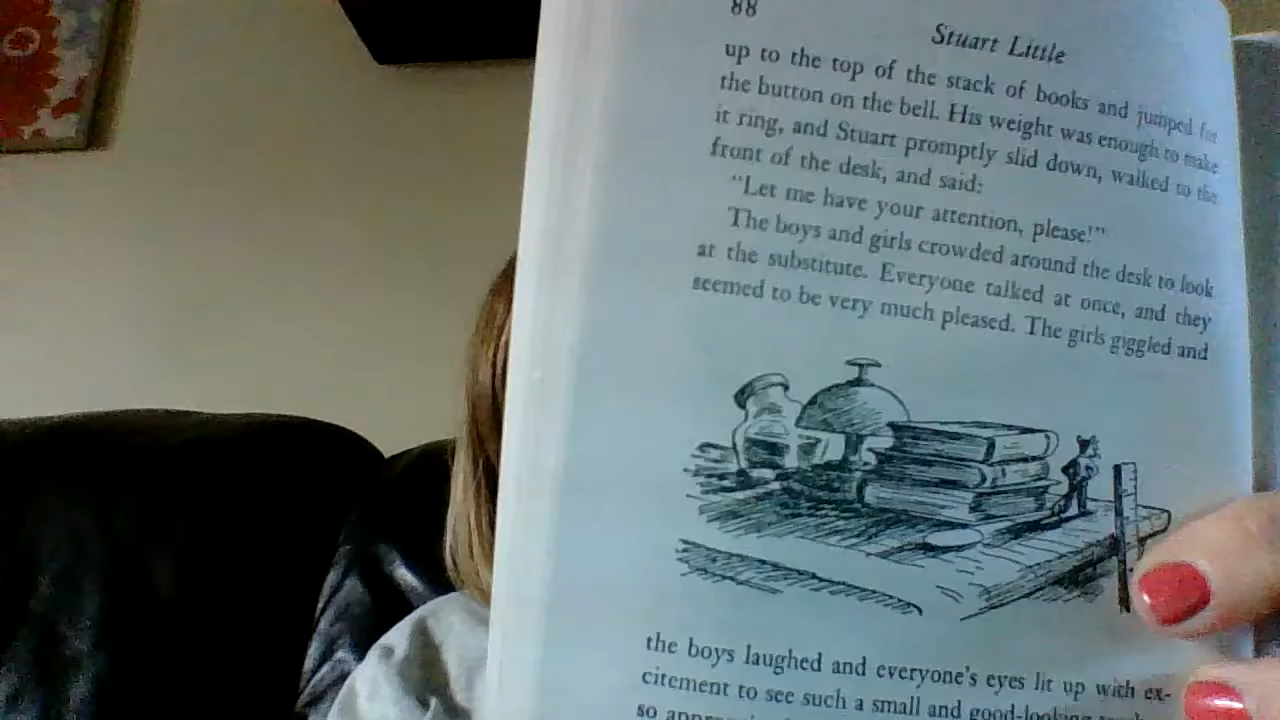 88
Stuart Little
up to the top of the stack of books and jumped for
the button on the bell. His weight was enough to make
it ring, and Stuart promptly slid down, walked to the
front of the desk, and said:
“Let me have your attention, please!”
The boys and girls crowded around the desk to look
at the substitute. Everyone talked at once, and they
seemed to be very much pleased. The girls giggled and
the boys laughed and everyone’s eyes lit up with ex-
citement to see such a small and good-looking
so